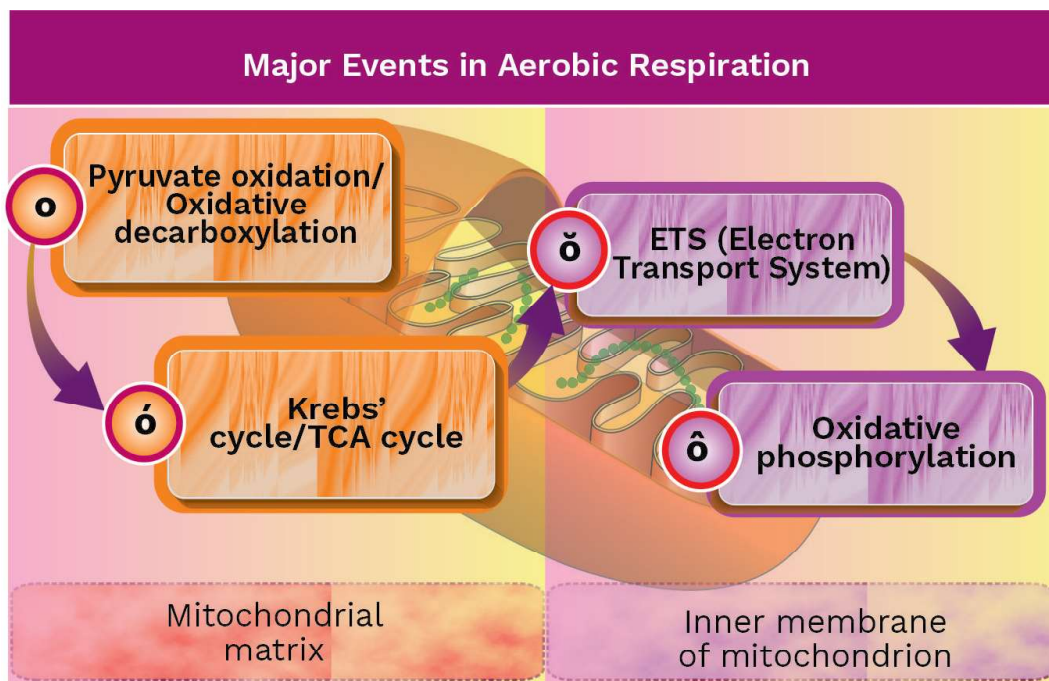 Major Events in Aerobic Respiration
o
Pyruvate oxidation/
Oxidative
decarboxylation
ó
Krebs’
cycle/TCA cycle
ŏ
ETS (Electron
Transport System)
ô
Oxidative
phosphorylation
Mitochondrial
matrix
Inner membrane
of mitochondrion